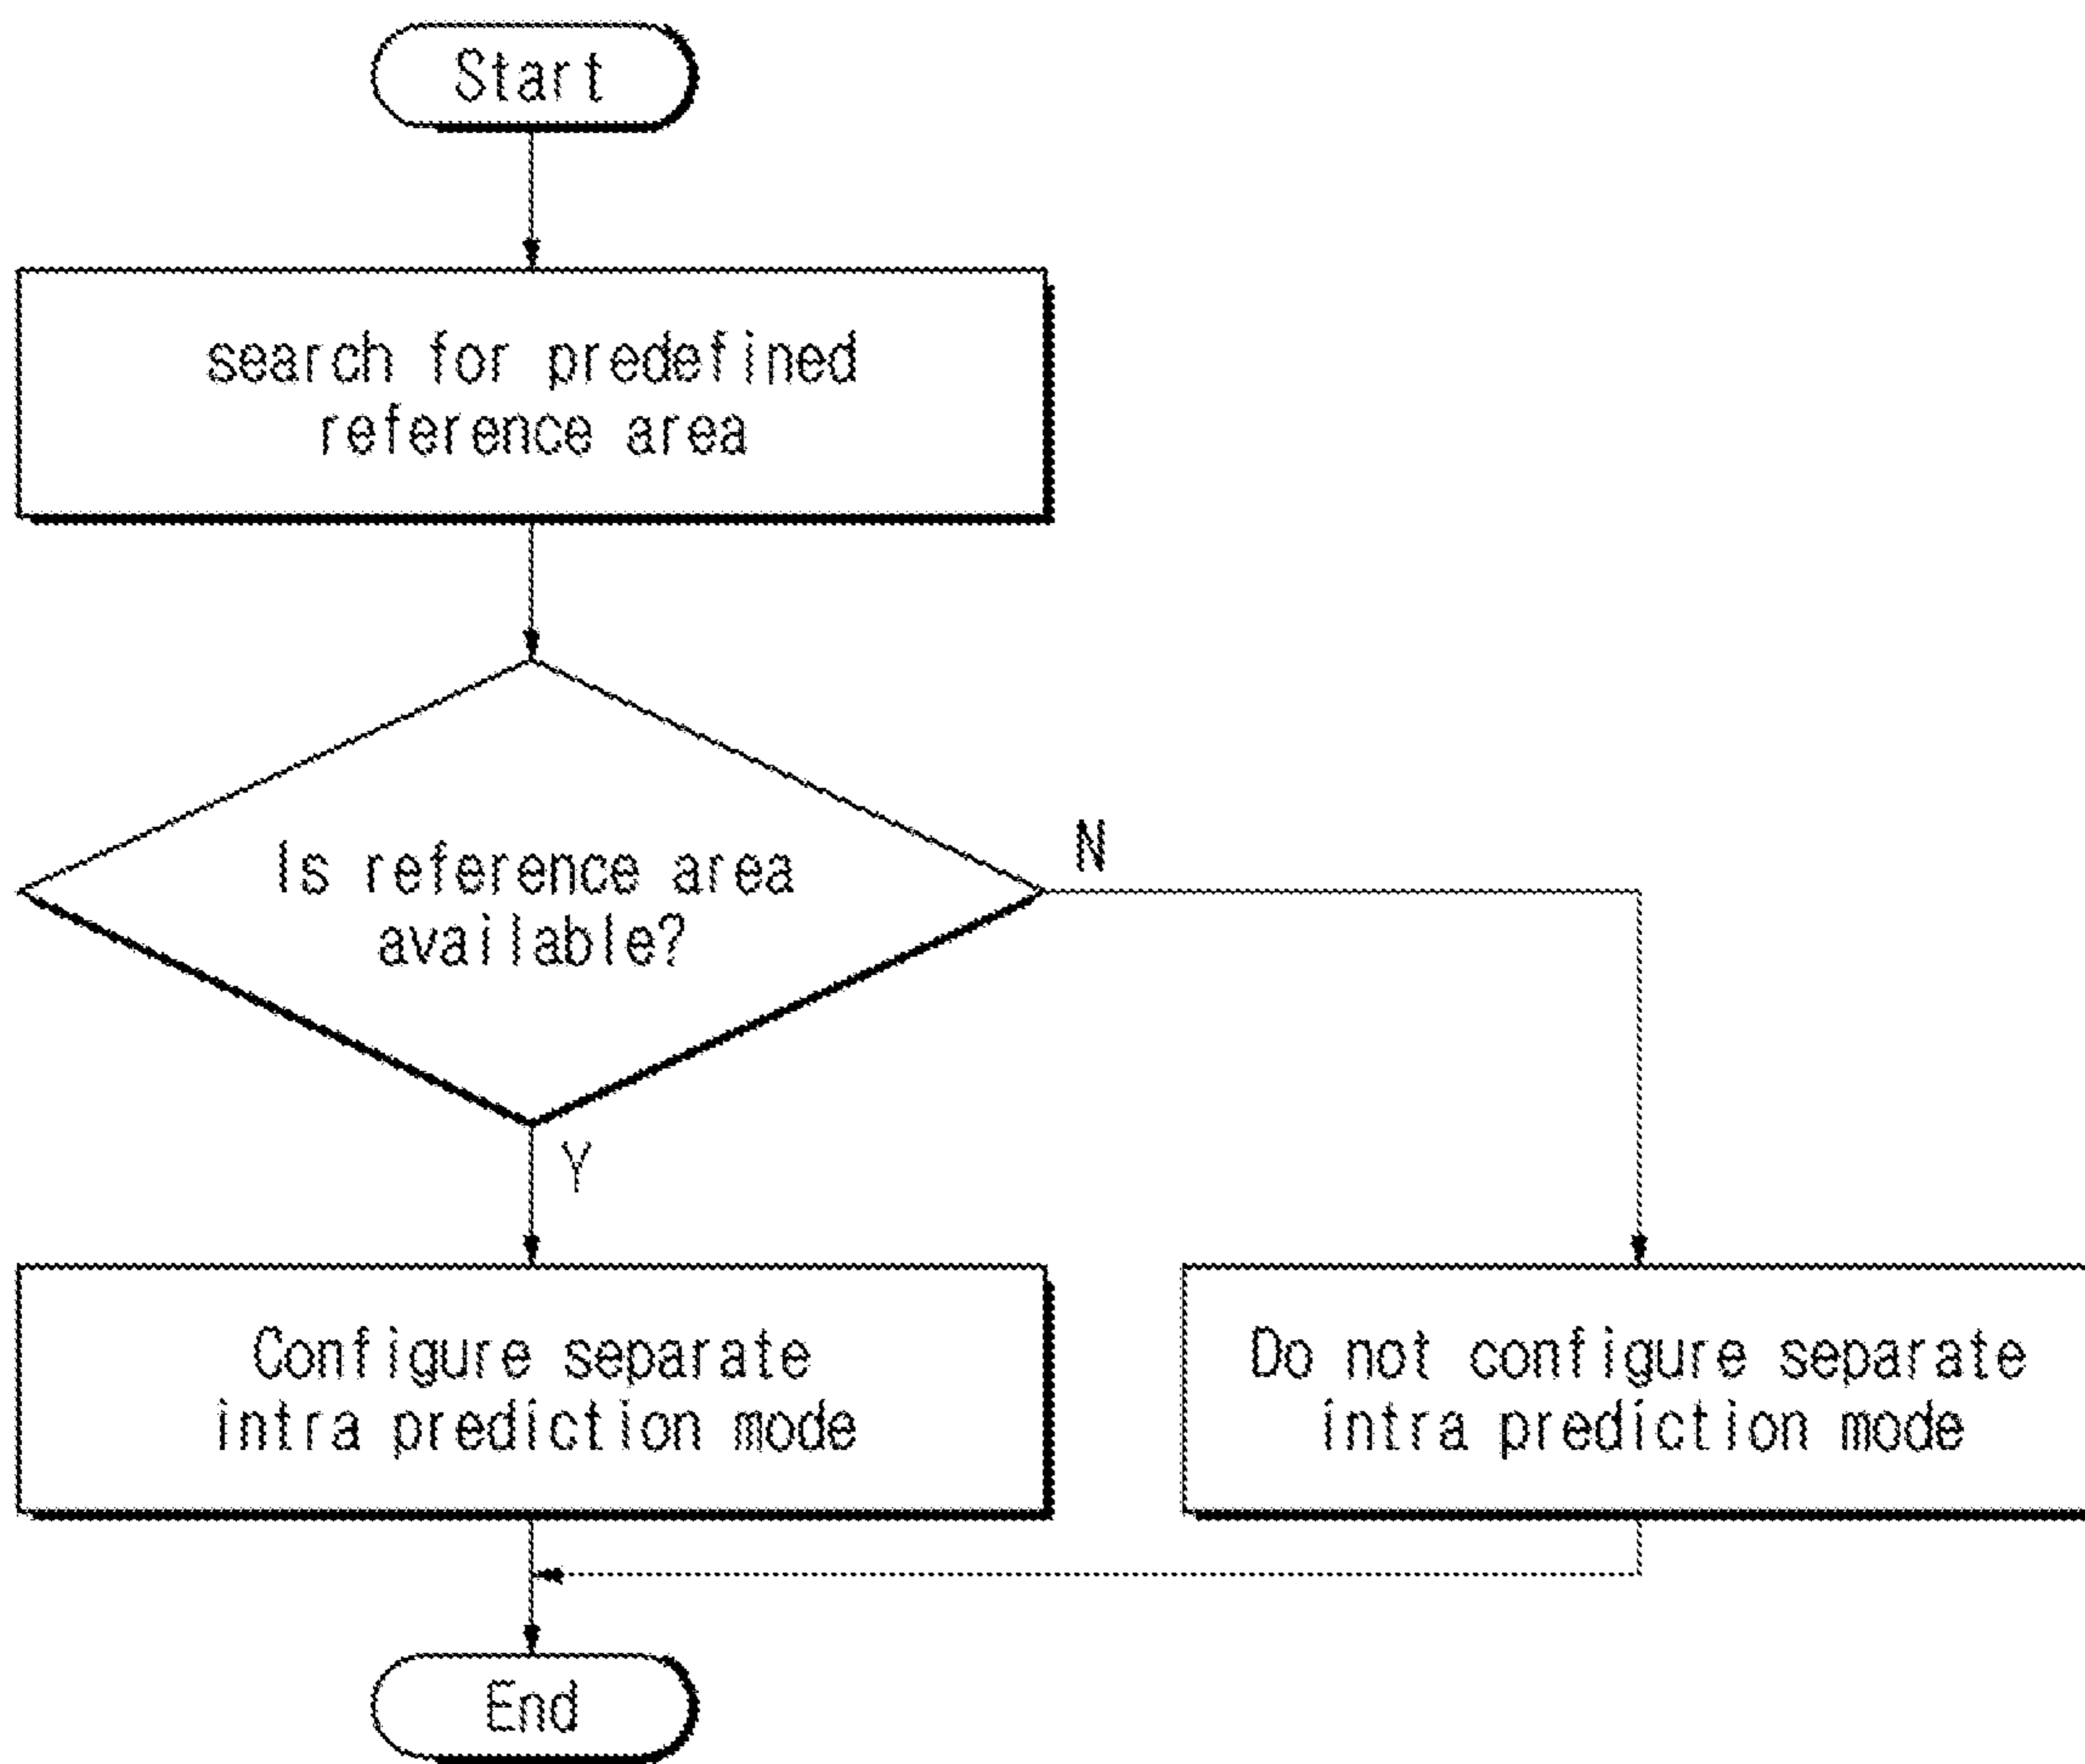 Start
search for predefined
reference area
Is reference area
available?
N
Y
Configure separate
intra prediction mode
Do not configure separate
intra prediction mode
End